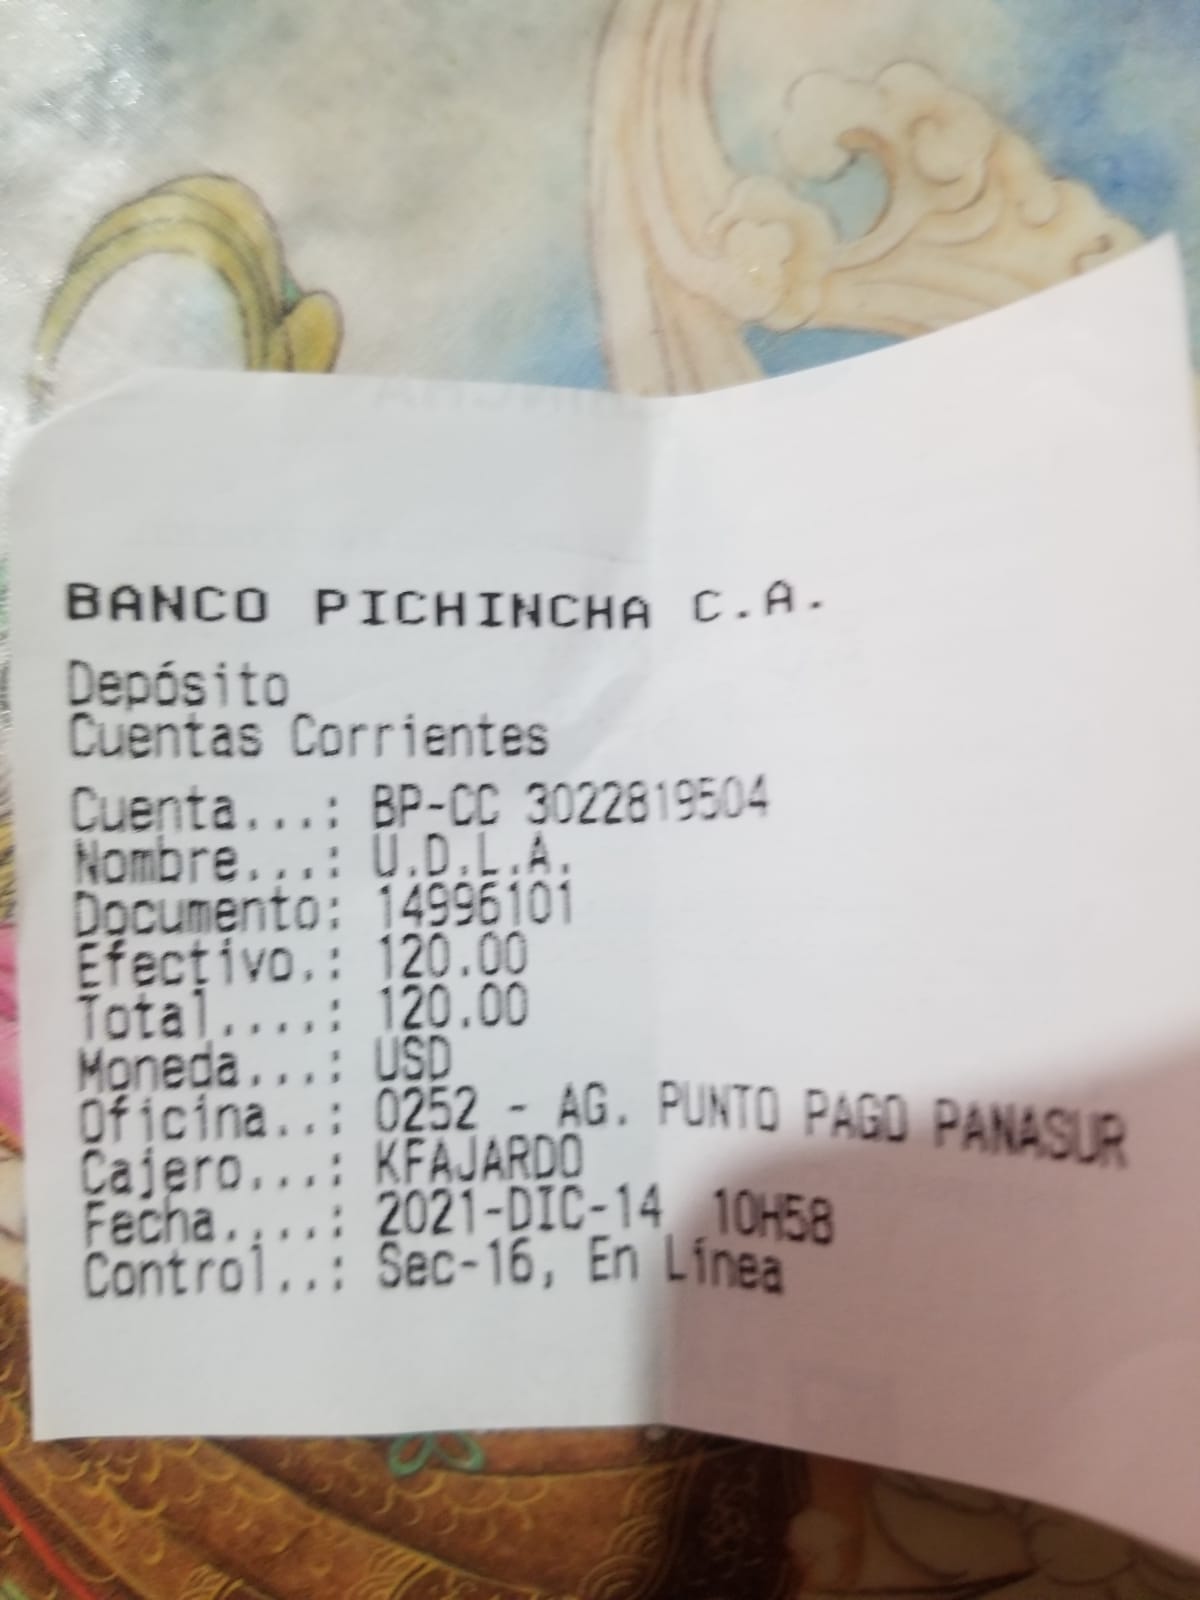 BANCO PICHINCHA C.A.
Depósito
Cuentas Corrientes
Cuenta...: BP-CC 3022819504
Nombre...: U.D.L.A.
Documento: 14996101
Efectivo.: 120.00
Total....: 120.00
Moneda...: USD
Oficina..: 0252 - AG. PUNTO PAGO PANASUR
Cajero...: KFAJARDO
Fecha....: 2021-DIC-14 10H58
Control..: Sec-16, En Línea